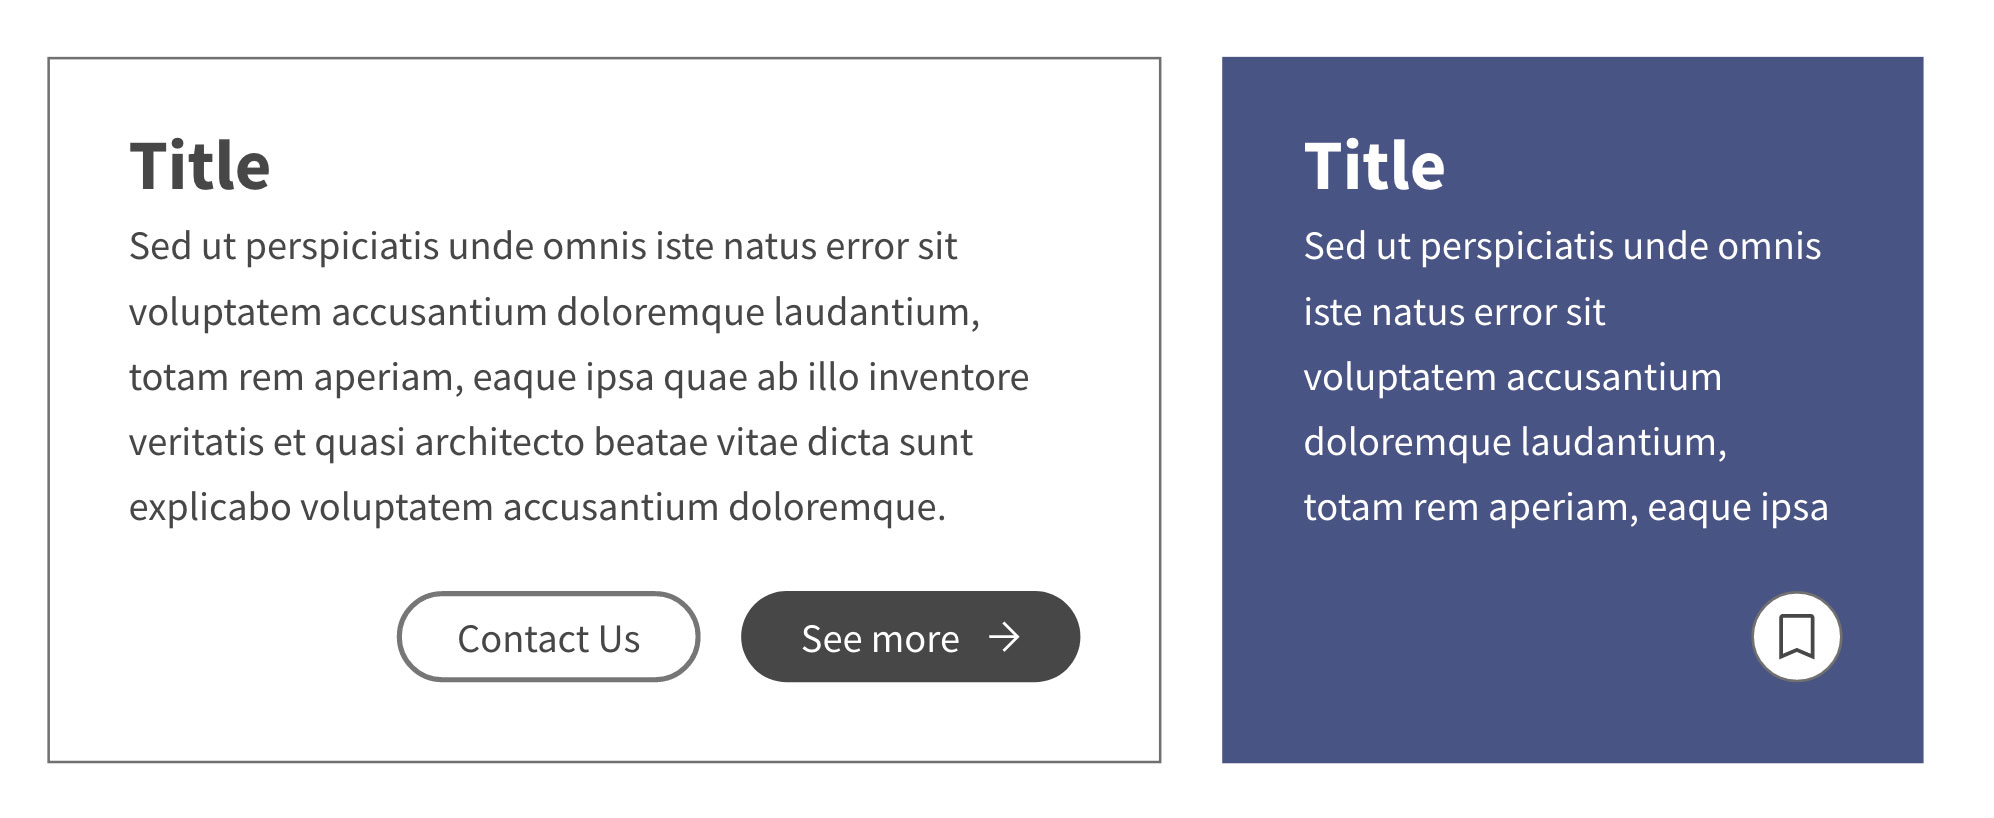 Title
Sed ut perspiciatis unde omnis iste natus error sit
voluptatem accusantium doloremque laudantium,
totam rem aperiam, eaque ipsa quae ab illo inventore
veritatis et quasi architecto beatae vitae dicta sunt
explicabo voluptatem accusantium doloremque.
Contact Us
See more
Title
Sed ut perspiciatis unde omnis
iste natus error sit
voluptatem accusantium
doloremque laudantium,
totam rem aperiam, eaque ipsa